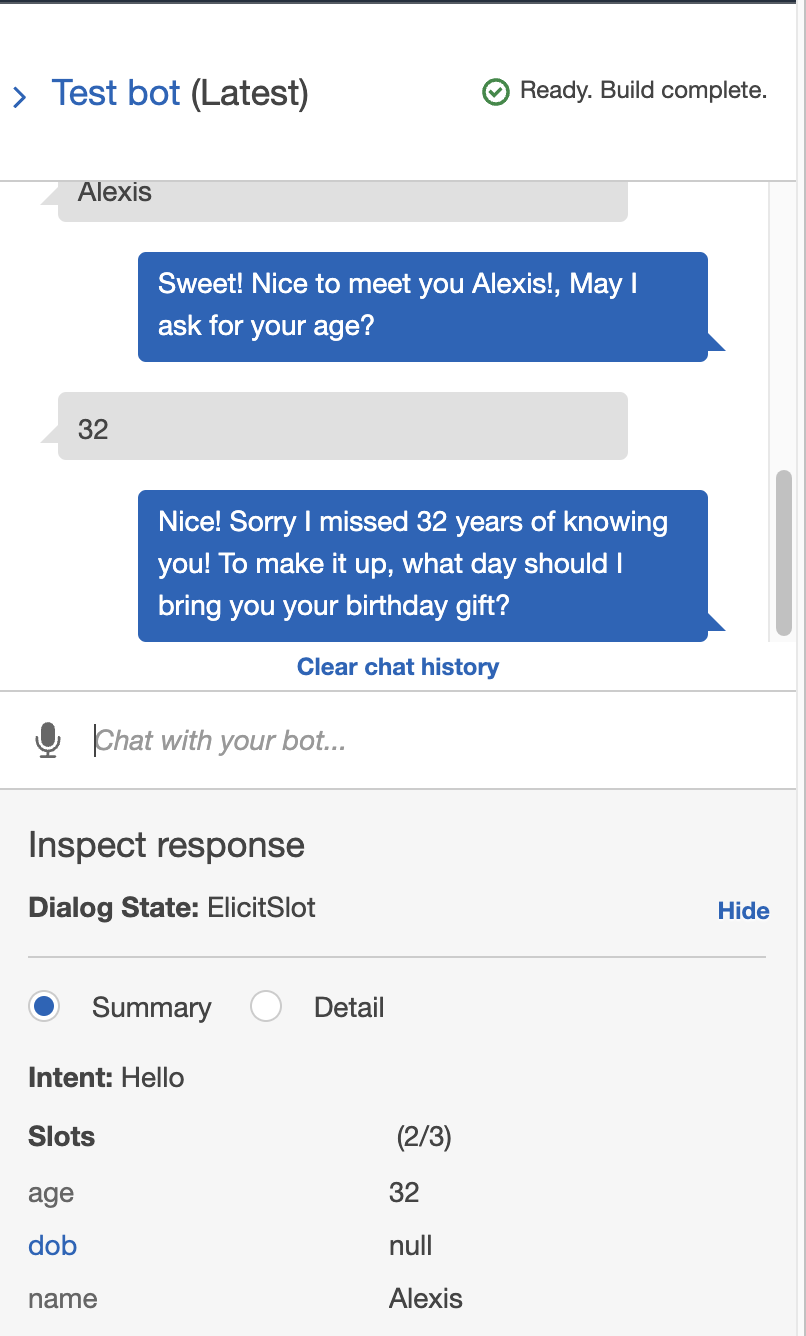 Test bot (Latest)
Ready. Build complete.
Alexis
Sweet! Nice to meet you Alexis!, May I
ask for your age?
32
Nice! Sorry I missed 32 years of knowing
you! To make it up, what day should I
bring you your birthday gift?
Clear chat history
Chat with your bot...
Inspect response
Dialog State: ElicitSlot
Hide
Summary Detail
Intent: Hello
Slots (2/3)
age 32
dob null
name Alexis